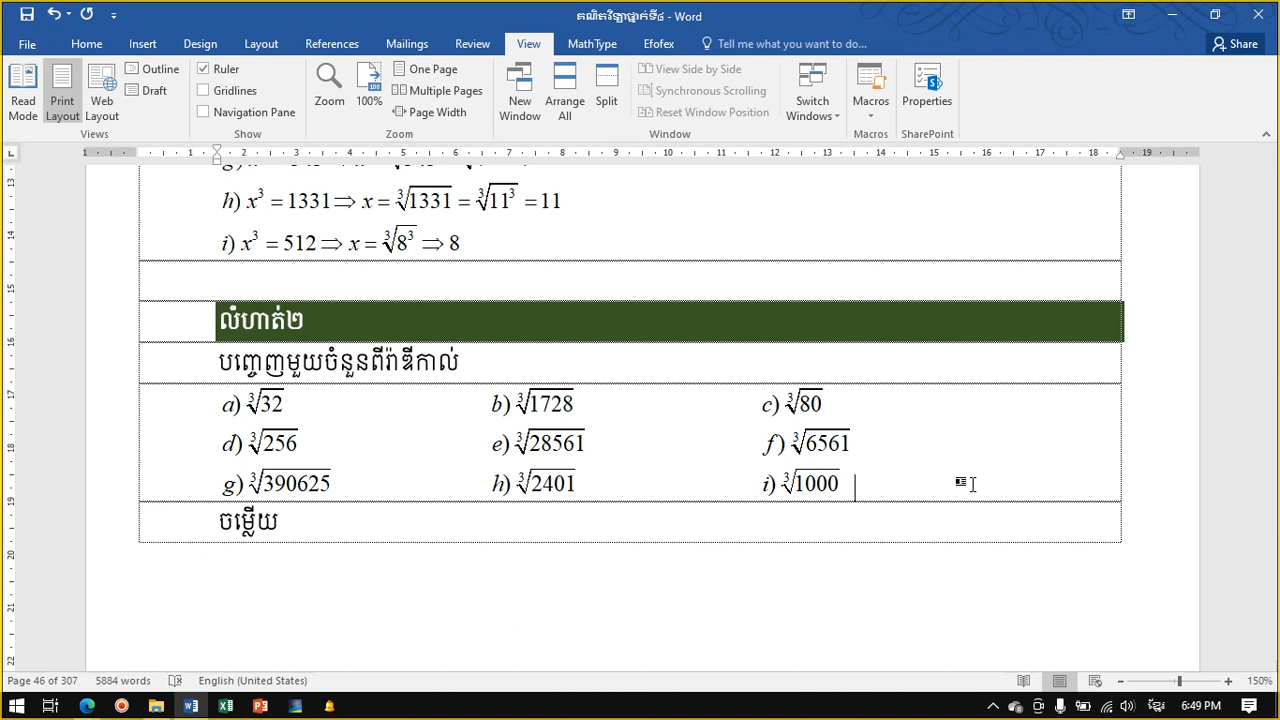 គណិតវិទ្យាថ្នាក់ទី៨ - Word
File Home Insert Design Layout References Mailings Review View MathType Efofex Tell me what you want to do... Share
Read Mode
Print Layout
Web Layout
Outline
Draft
Views
Ruler
Gridlines
Navigation Pane
Show
Zoom
100%
One Page
Multiple Pages
Page Width
Zoom
New Window
Arrange All
Split
View Side by Side
Synchronous Scrolling
Reset Window Position
Window
Switch Windows
Macros
Macros
Properties
SharePoint
h) x³ = 1331 ⇒ x = ∛1331 = ∛11³ = 11
i) x³ = 512 ⇒ x = ∛8³ ⇒ 8
លំហាត់២
បញ្ចេញមួយចំនួនពីរ៉ាឌីកាល់
a) ∛32 b) ∛1728 c) ∛80
d) ∛256 e) ∛28561 f) ∛6561
g) ∛390625 h) ∛2401 i) ∛1000
ចម្លើយ
Page 46 of 307 5884 words English (United States) 150%
6:49 PM